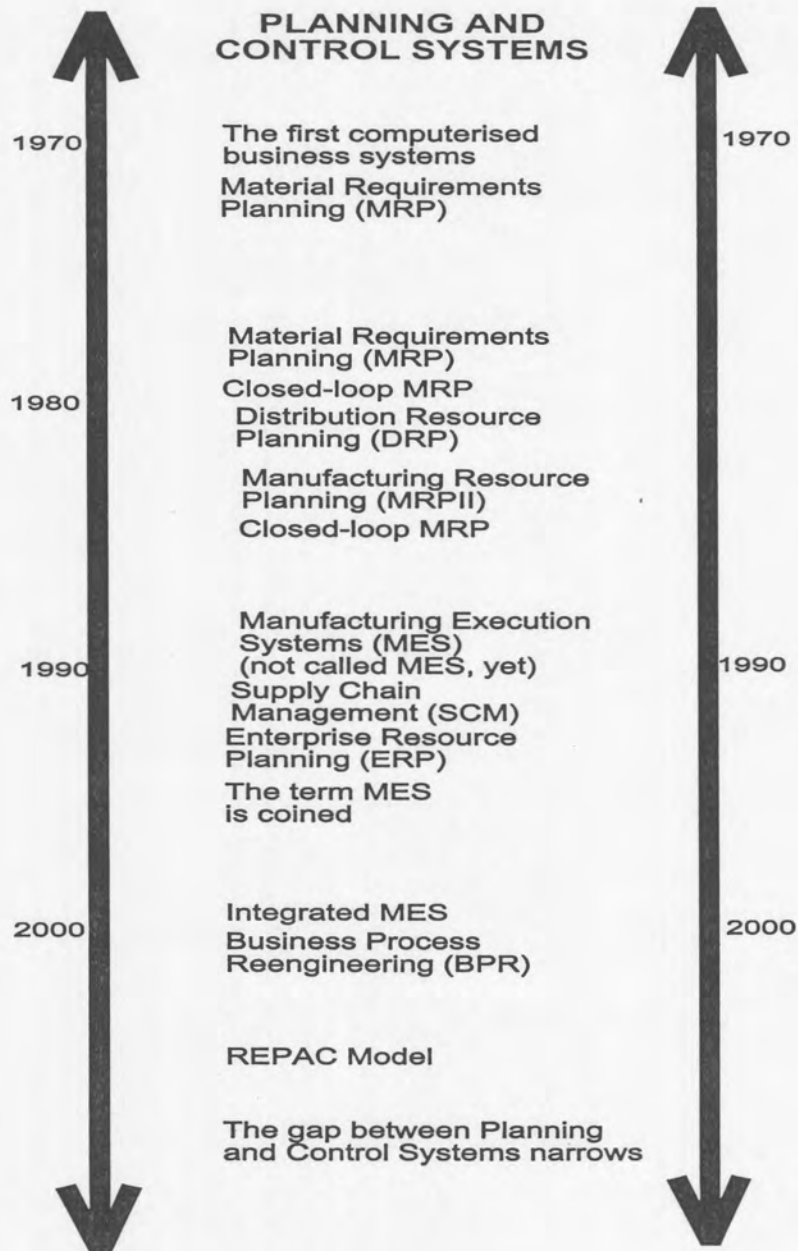 PLANNING AND
CONTROL SYSTEMS
1970
The first computerised
business systems
1970
Material Requirements
Planning (MRP)
Material Requirements
Planning (MRP)
Closed-loop MRP
1980
Distribution Resource
Planning (DRP)
Manufacturing Resource
Planning (MRPII)
Closed-loop MRP
Manufacturing Execution
Systems (MES)
(not called MES, yet)
1990
1990
Supply Chain
Management (SCM)
Enterprise Resource
Planning (ERP)
The term MES
is coined
Integrated MES
2000
2000
Business Process
Reengineering (BPR)
REPAC Model
The gap between Planning
and Control Systems narrows